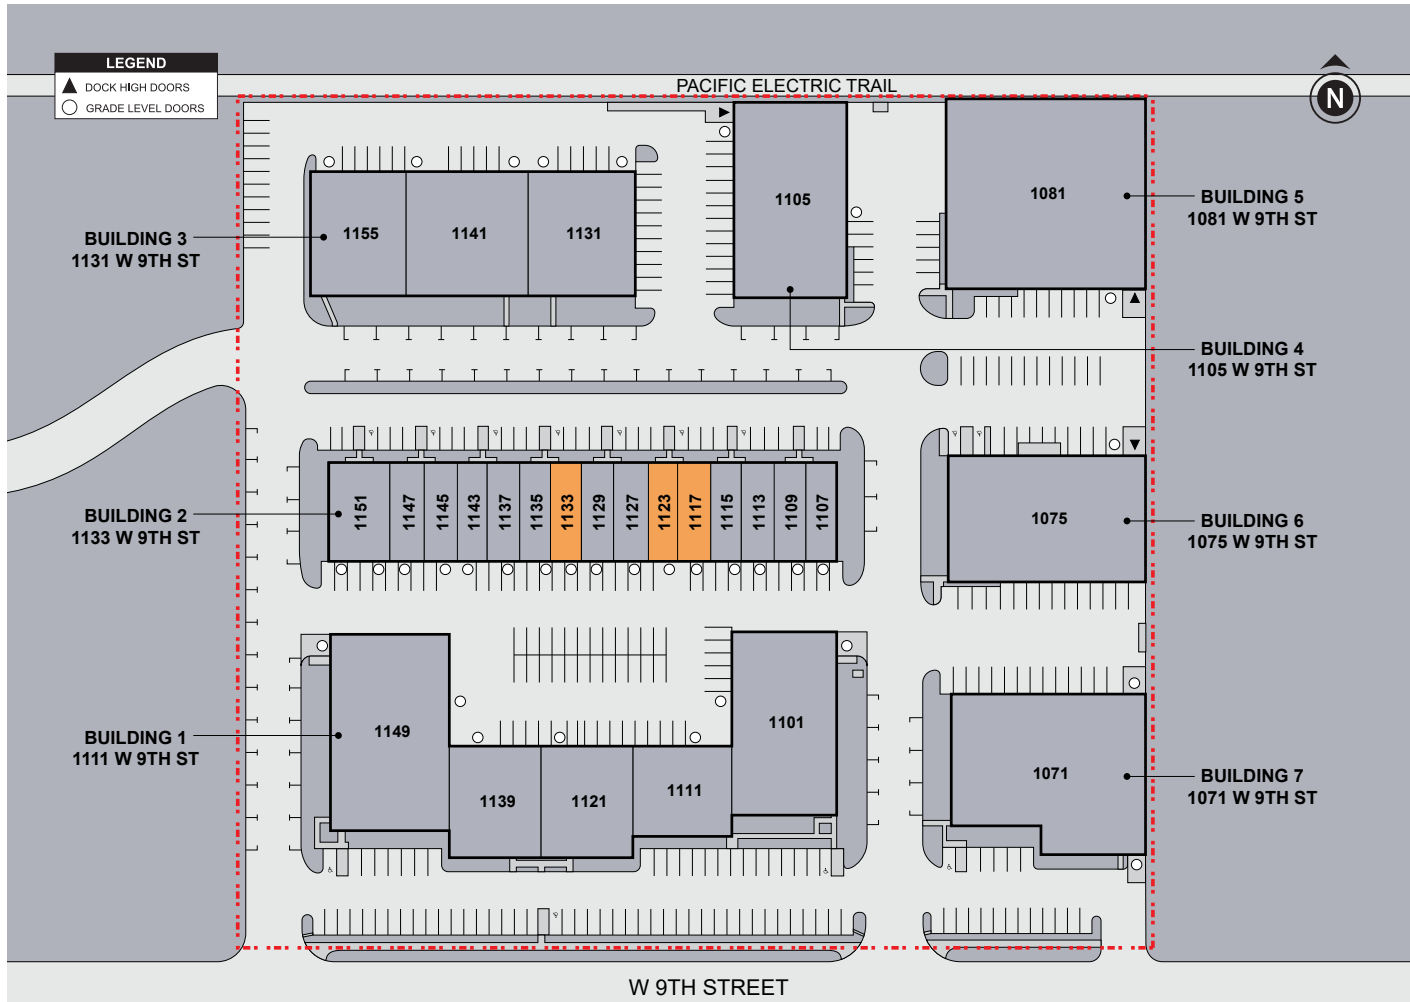 LEGEND
DOCK HIGH DOORS
GRADE LEVEL DOORS
PACIFIC ELECTRIC TRAIL
N
BUILDING 3
1131 W 9TH ST
1155
1141
1131
1105
1081
BUILDING 5
1081 W 9TH ST
BUILDING 4
1105 W 9TH ST
BUILDING 2
1133 W 9TH ST
1151
1147
1145
1143
1137
1135
1133
1129
1127
1123
1117
1115
1113
1109
1107
1075
BUILDING 6
1075 W 9TH ST
BUILDING 1
1111 W 9TH ST
1149
1139
1121
1111
1101
1071
BUILDING 7
1071 W 9TH ST
W 9TH STREET